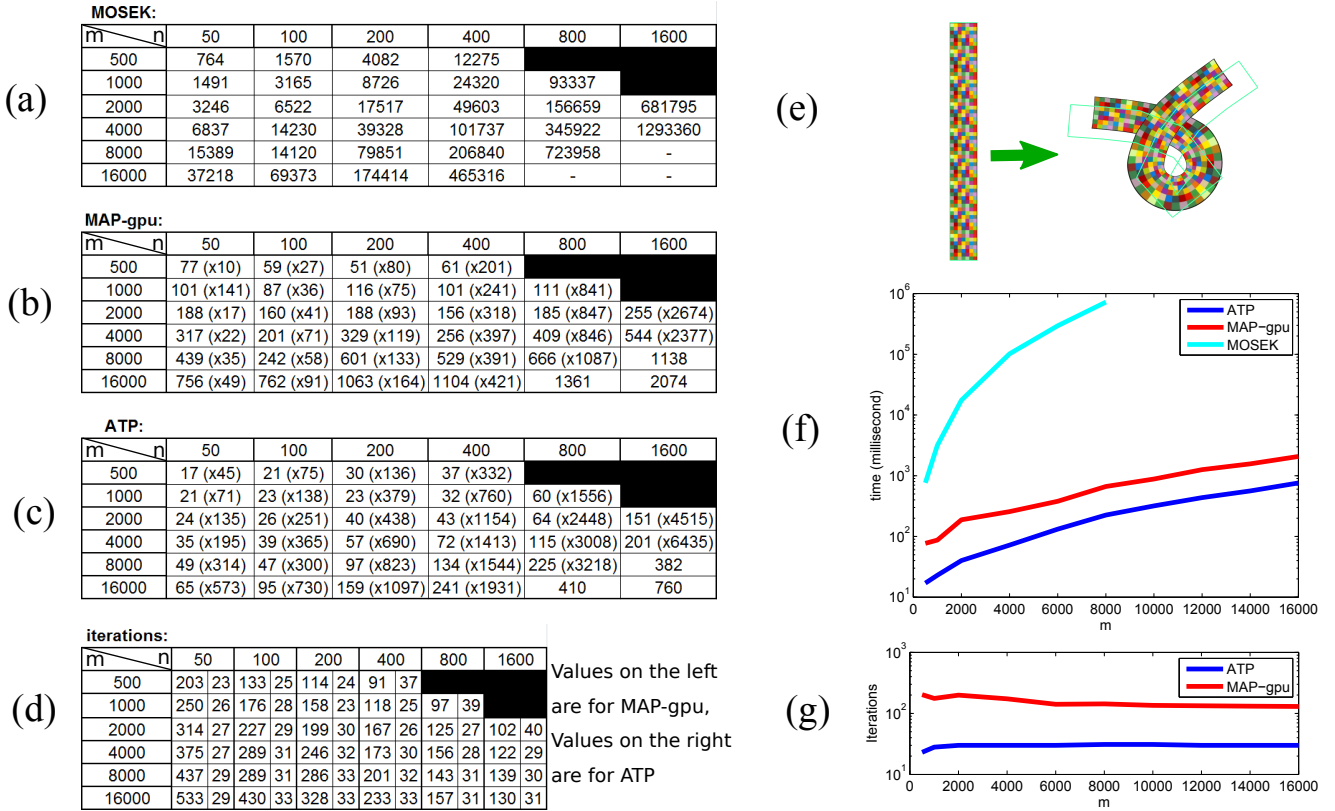 (a)
MOSEK:
m n 50 100 200 400 800 1600
500 764 1570 4082 12275
1000 1491 3165 8726 24320 93337
2000 3246 6522 17517 49603 156659 681795
4000 6837 14230 39328 101737 345922 1293360
8000 15389 14120 79851 206840 723958 -
16000 37218 69373 174414 465316 - -
(b)
MAP-gpu:
m n 50 100 200 400 800 1600
500 77 (x10) 59 (x27) 51 (x80) 61 (x201)
1000 101 (x141) 87 (x36) 116 (x75) 101 (x241) 111 (x841)
2000 188 (x17) 160 (x41) 188 (x93) 156 (x318) 185 (x847) 255 (x2674)
4000 317 (x22) 201 (x71) 329 (x119) 256 (x397) 409 (x846) 544 (x2377)
8000 439 (x35) 242 (x58) 601 (x133) 529 (x391) 666 (x1087) 1138
16000 756 (x49) 762 (x91) 1063 (x164) 1104 (x421) 1361 2074
(c)
ATP:
m n 50 100 200 400 800 1600
500 17 (x45) 21 (x75) 30 (x136) 37 (x332)
1000 21 (x71) 23 (x138) 23 (x379) 32 (x760) 60 (x1556)
2000 24 (x135) 26 (x251) 40 (x438) 43 (x1154) 64 (x2448) 151 (x4515)
4000 35 (x195) 39 (x365) 57 (x690) 72 (x1413) 115 (x3008) 201 (x6435)
8000 49 (x314) 47 (x300) 97 (x823) 134 (x1544) 225 (x3218) 382
16000 65 (x573) 95 (x730) 159 (x1097) 241 (x1931) 410 760
(d)
iterations:
m n 50 100 200 400 800 1600
500 203 23 133 25 114 24 91 37
1000 250 26 176 28 158 23 118 25 97 39
2000 314 27 227 29 199 30 167 26 125 27 102 40
4000 375 27 289 31 246 32 173 30 156 28 122 29
8000 437 29 289 31 286 33 201 32 143 31 139 30
16000 533 29 430 33 328 33 233 33 157 31 130 31
Values on the left
are for MAP-gpu,
Values on the right
are for ATP
(e)
(f)
time (millisecond)
10^6
10^5
10^4
10^3
10^2
10^1
ATP
MAP-gpu
MOSEK
0 2000 4000 6000 8000 10000 12000 14000 16000
m
(g)
Iterations
10^3
10^2
10^1
ATP
MAP-gpu
0 2000 4000 6000 8000 10000 12000 14000 16000
m